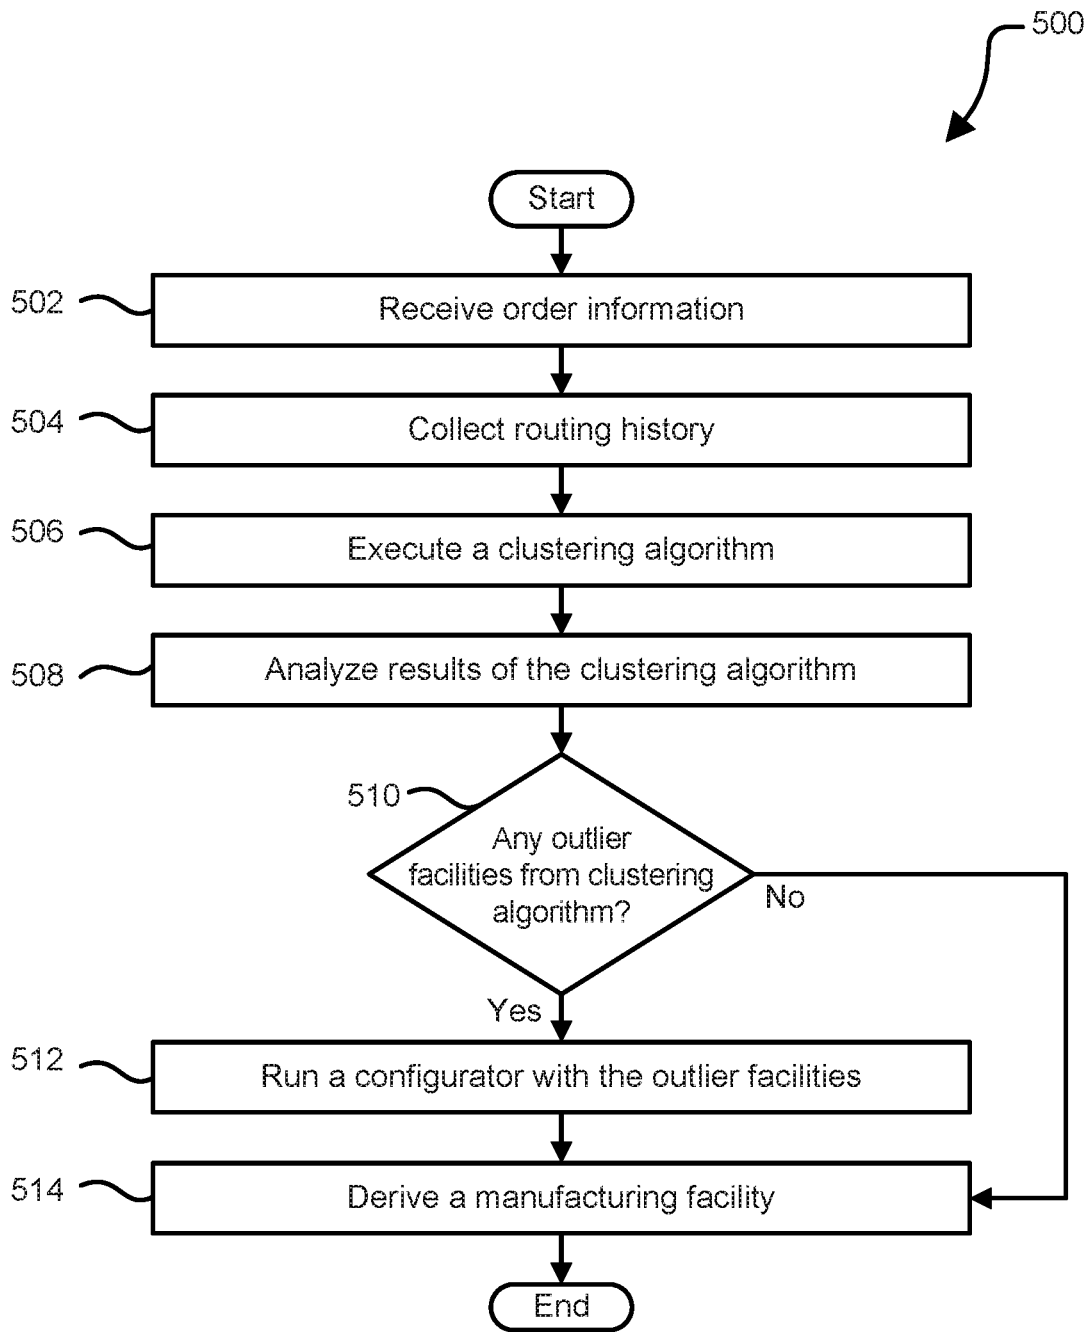 500
Start
502
Receive order information
504
Collect routing history
506
Execute a clustering algorithm
508
Analyze results of the clustering algorithm
510
Any outlier
facilities from clustering
algorithm?
No
Yes
512
Run a configurator with the outlier facilities
514
Derive a manufacturing facility
End